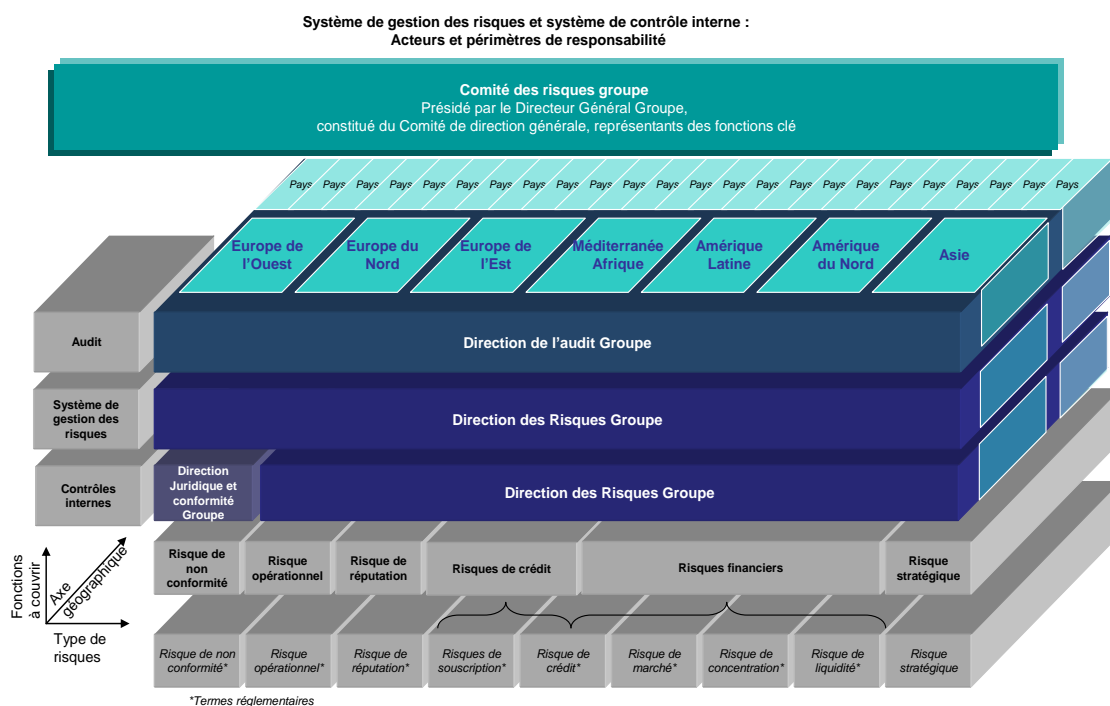 Système de gestion des risques et système de contrôle interne :
Acteurs et périmètres de responsabilité
Comité des risques groupe
Présidé par le Directeur Général Groupe,
constitué du Comité de direction générale, représentants des fonctions clé
Pays Pays Pays Pays Pays Pays Pays Pays Pays Pays Pays Pays Pays Pays Pays Pays Pays Pays Pays Pays Pays Pays Pays Pays
Europe de
l'Ouest
Europe du
Nord
Europe de
l'Est
Méditerranée
Afrique
Amérique
Latine
Amérique
du Nord
Asie
Audit
Direction de l'audit Groupe
Système de
gestion des
risques
Direction des Risques Groupe
Contrôles
internes
Direction
Juridique et
conformité
Groupe
Direction des Risques Groupe
Fonctions
à couvrir
Axe
géographique
Type de
risques
Risque de
non
conformité
Risque
opérationnel
Risque de
réputation
Risques de crédit
Risques financiers
Risque
stratégique
Risque de non
conformité*
Risque
opérationnel*
Risque de
réputation*
Risques de
souscription*
Risque de
crédit*
Risque de
marché*
Risque de
concentration*
Risque de
liquidité*
Risque
stratégique
*Termes réglementaires